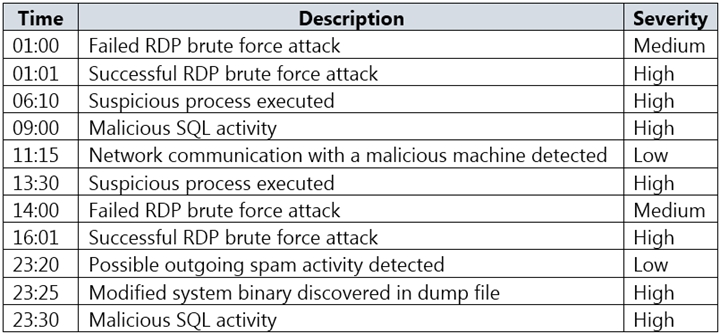 Time Description Severity
01:00 Failed RDP brute force attack Medium
01:01 Successful RDP brute force attack High
06:10 Suspicious process executed High
09:00 Malicious SQL activity High
11:15 Network communication with a malicious machine detected Low
13:30 Suspicious process executed High
14:00 Failed RDP brute force attack Medium
16:01 Successful RDP brute force attack High
23:20 Possible outgoing spam activity detected Low
23:25 Modified system binary discovered in dump file High
23:30 Malicious SQL activity High